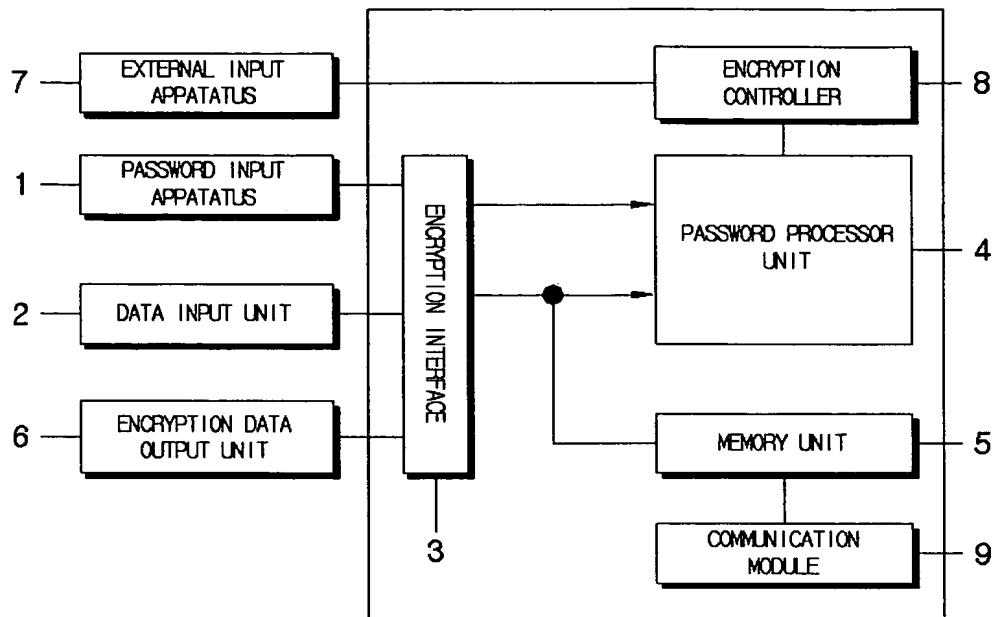 7
EXTERNAL INPUT
APPATATUS
ENCRYPTION
CONTROLLER
8
1
PASSWORD INPUT
APPATATUS
ENCRYPTION INTERFACE
PASSWORD PROCESSOR
UNIT
4
2
DATA INPUT UNIT
6
ENCRYPTION DATA
OUTPUT UNIT
MEMORY UNIT
5
3
COMMUNICATION
MODULE
9